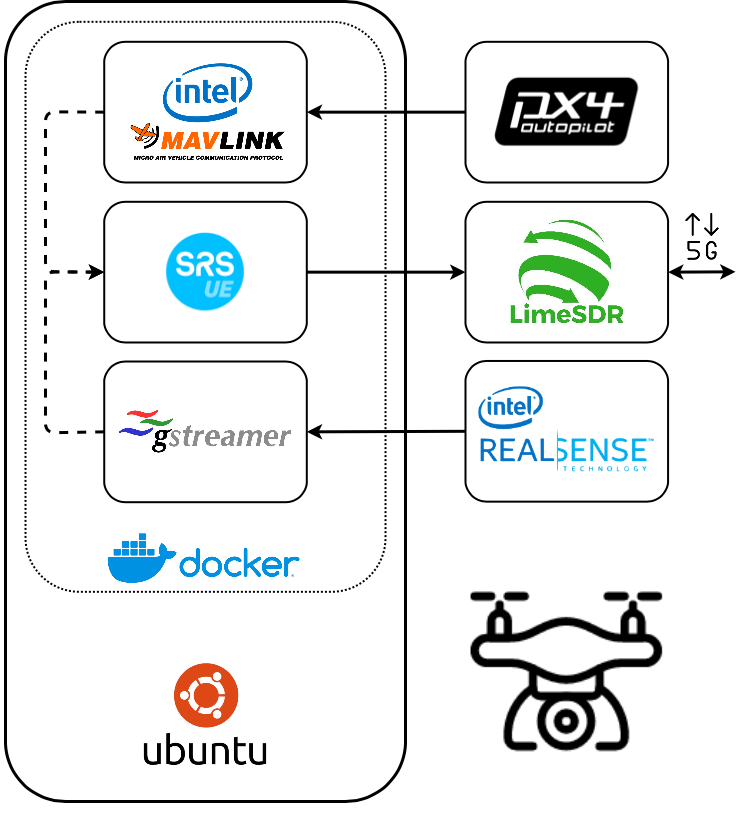 intel
MAVLINK
MICRO AIR VEHICLE COMMUNICATION PROTOCOL
px4
autopilot
SRS
UE
LimeSDR
↑↓
5G
gstreamer
intel
REALSENSE™
TECHNOLOGY
docker
ubuntu